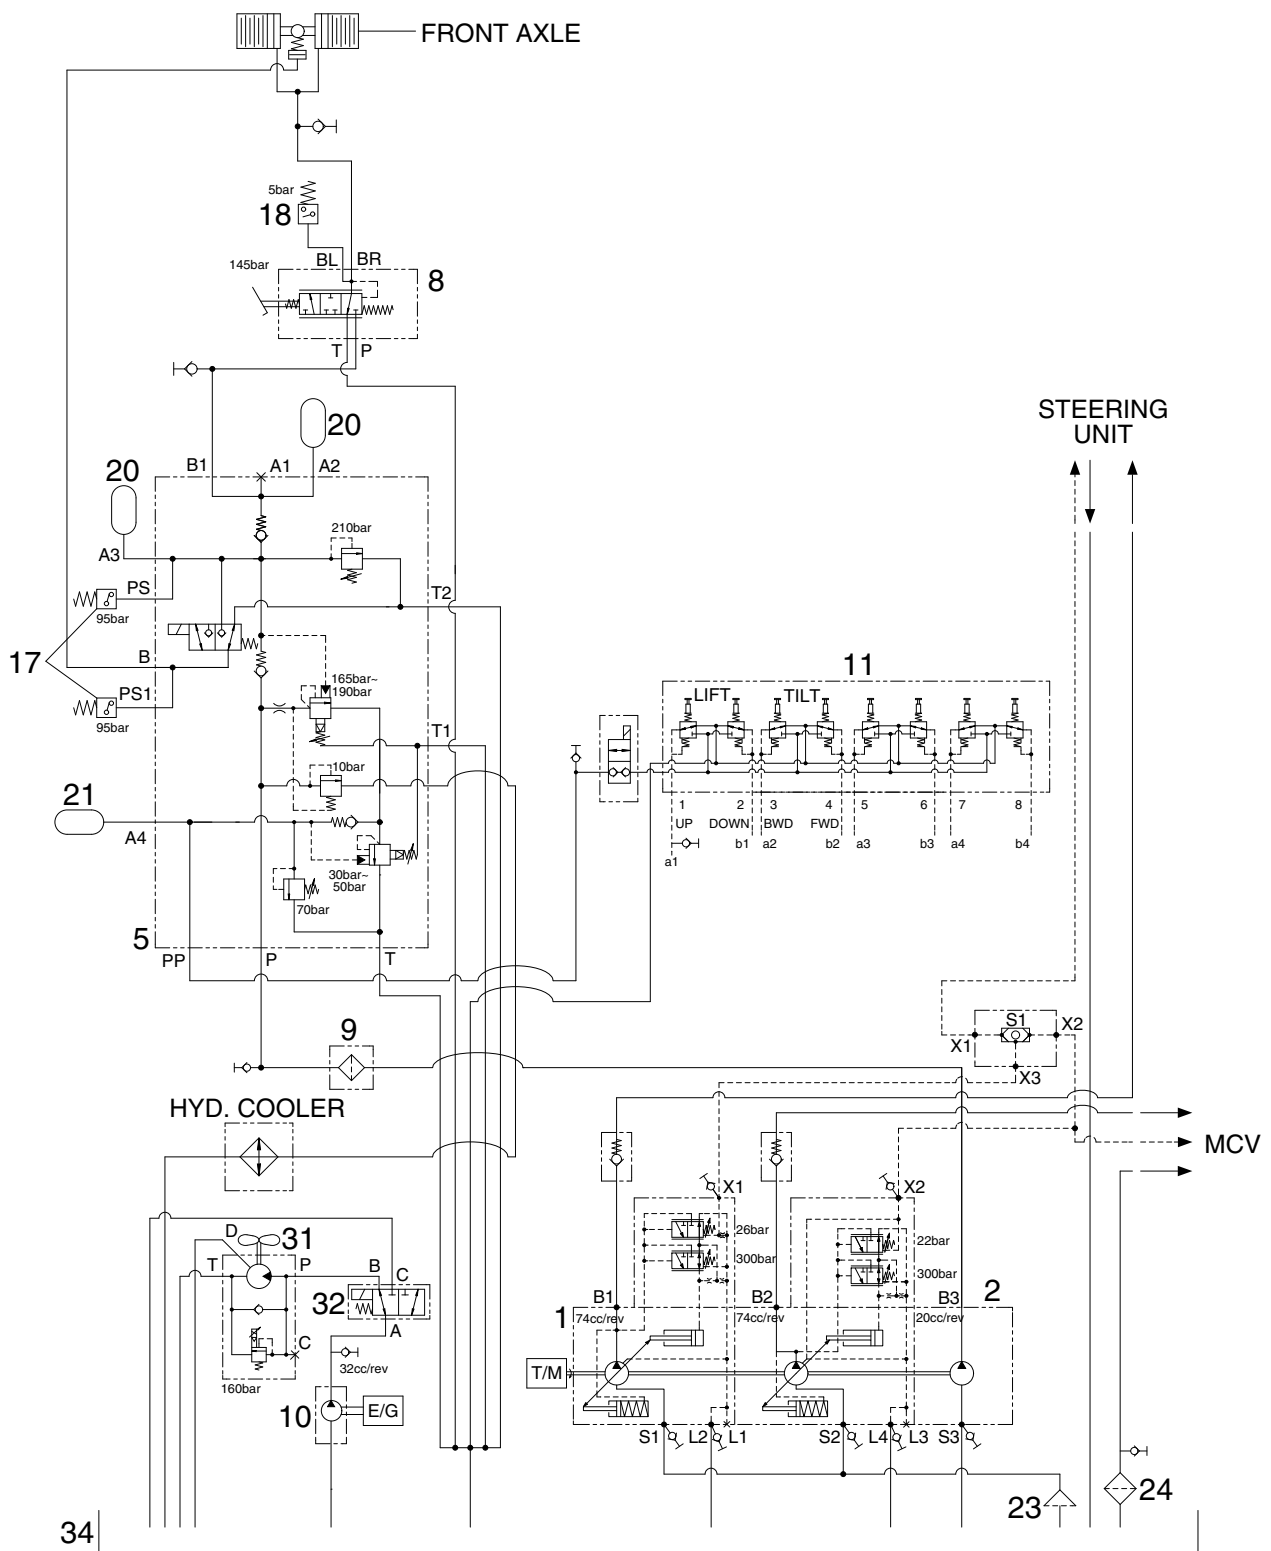 FRONT AXLE
5bar
18
BL BR
145bar
8
T P
20
STEERING
UNIT
B1 A1 A2
20
210bar
A3
PS
T2
95bar
17
B
11
165bar~
190bar
PS1
LIFT TILT
95bar
T1
10bar
21
1 2 3 4 5 6 7 8
UP DOWN BWD FWD
A4
b1 a2 b2 a3 b3 a4 b4
a1
30bar~
50bar
70bar
5
PP P T
9
S1 X2
X1
X3
HYD. COOLER
MCV
X1 X2
D 31
26bar 22bar
T P
B C
300bar 300bar
32
B1 B2 B3 2
1 74cc/rev 74cc/rev 20cc/rev
A
C
32cc/rev
T/M
160bar
10 E/G
S1 L2 L1 S2 L4 L3 S3
23 24
34